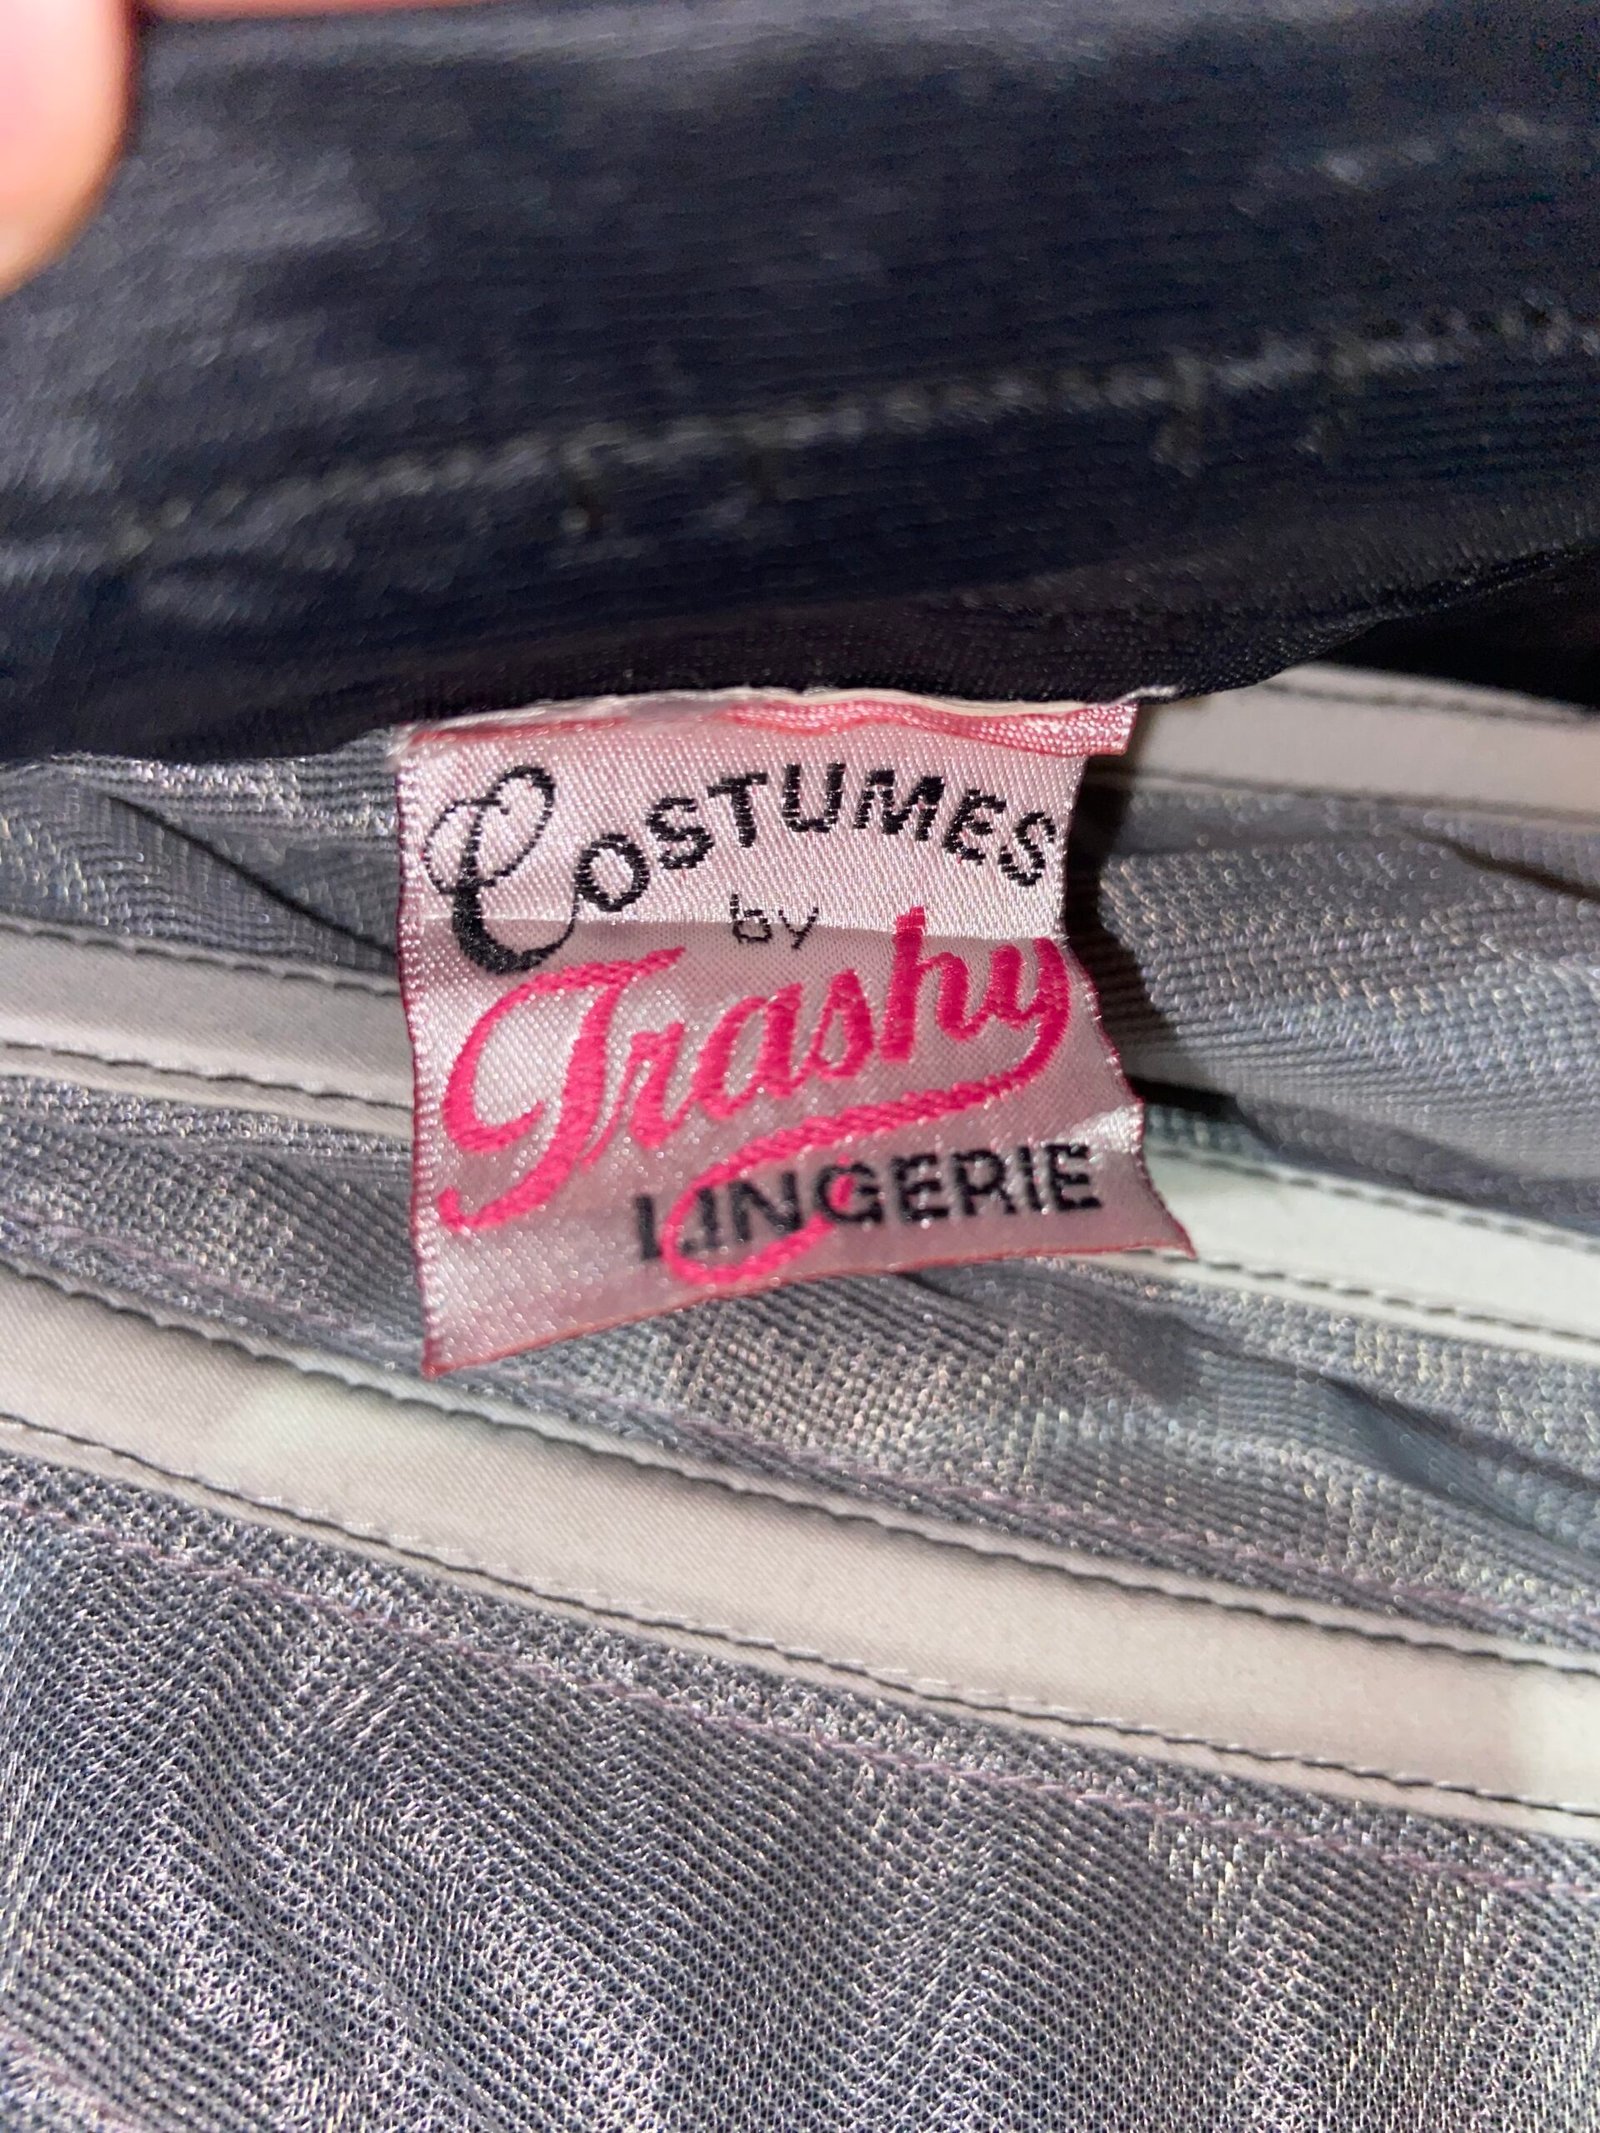 COSTUMES
by
Trashy
LINGERIE